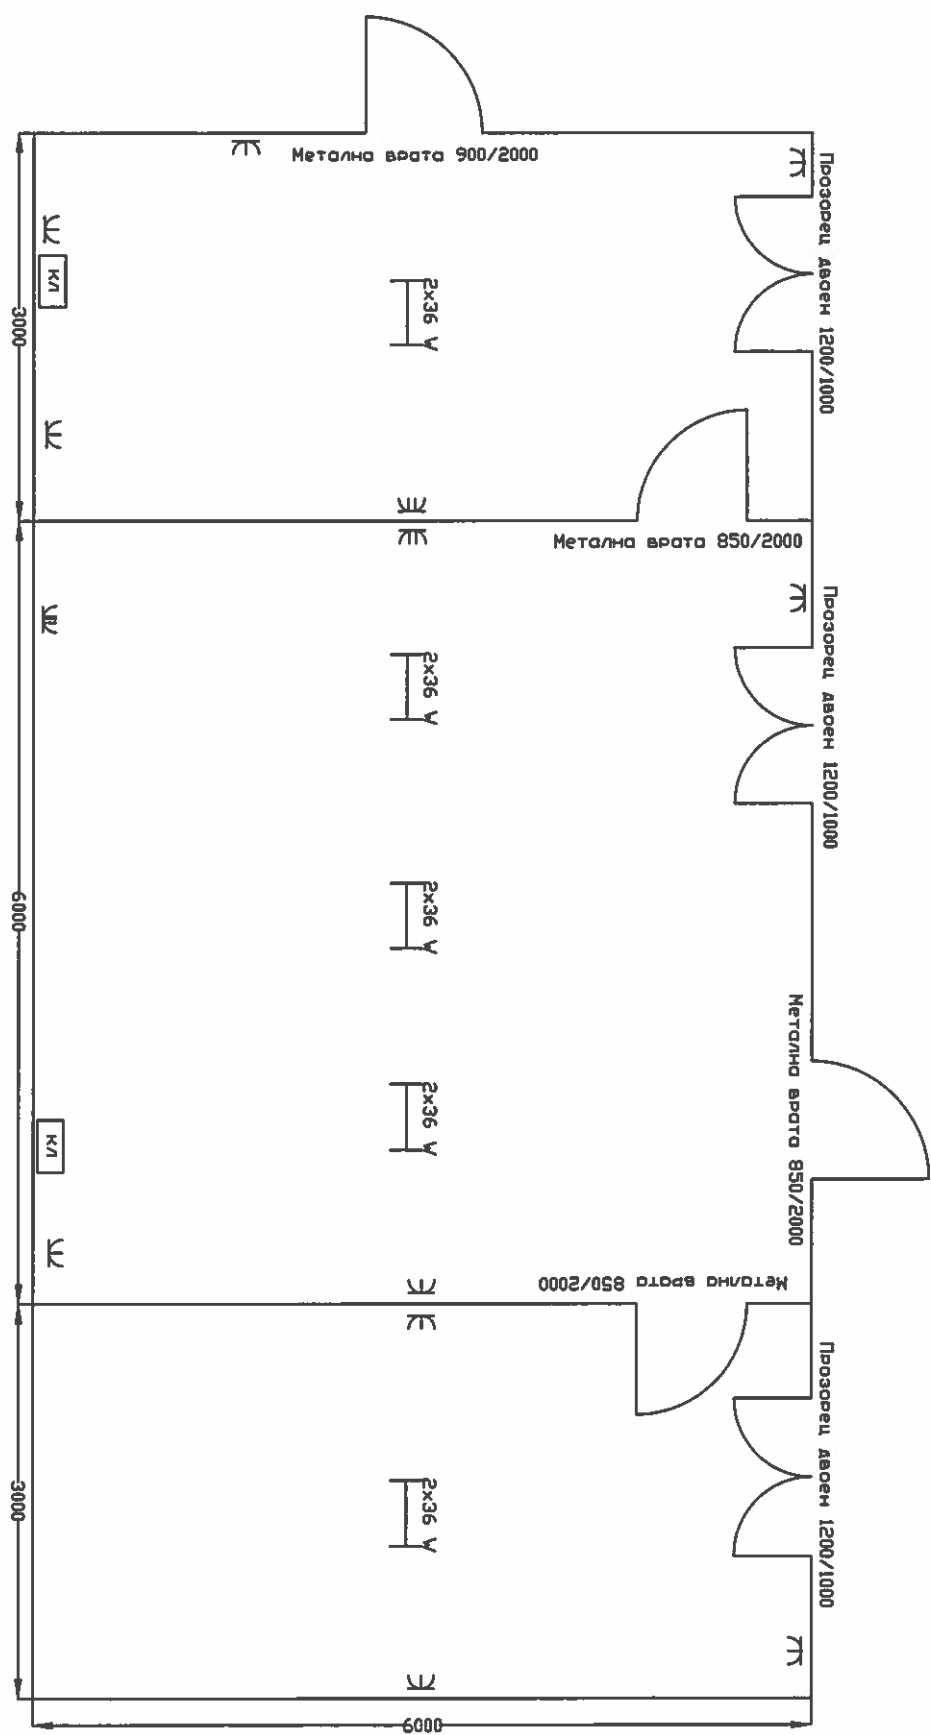 Метална врата 900/2000
Прозорец двоен 1200/1000
КЛ
2x36 W
3000
Метална врата 850/2000
Прозорец двоен 1200/1000
2x36 W
2x36 W
6000
Метална врата 850/2000
2x36 W
КЛ
Метална врата 850/2000
Прозорец двоен 1200/1000
2x36 W
3000
6000